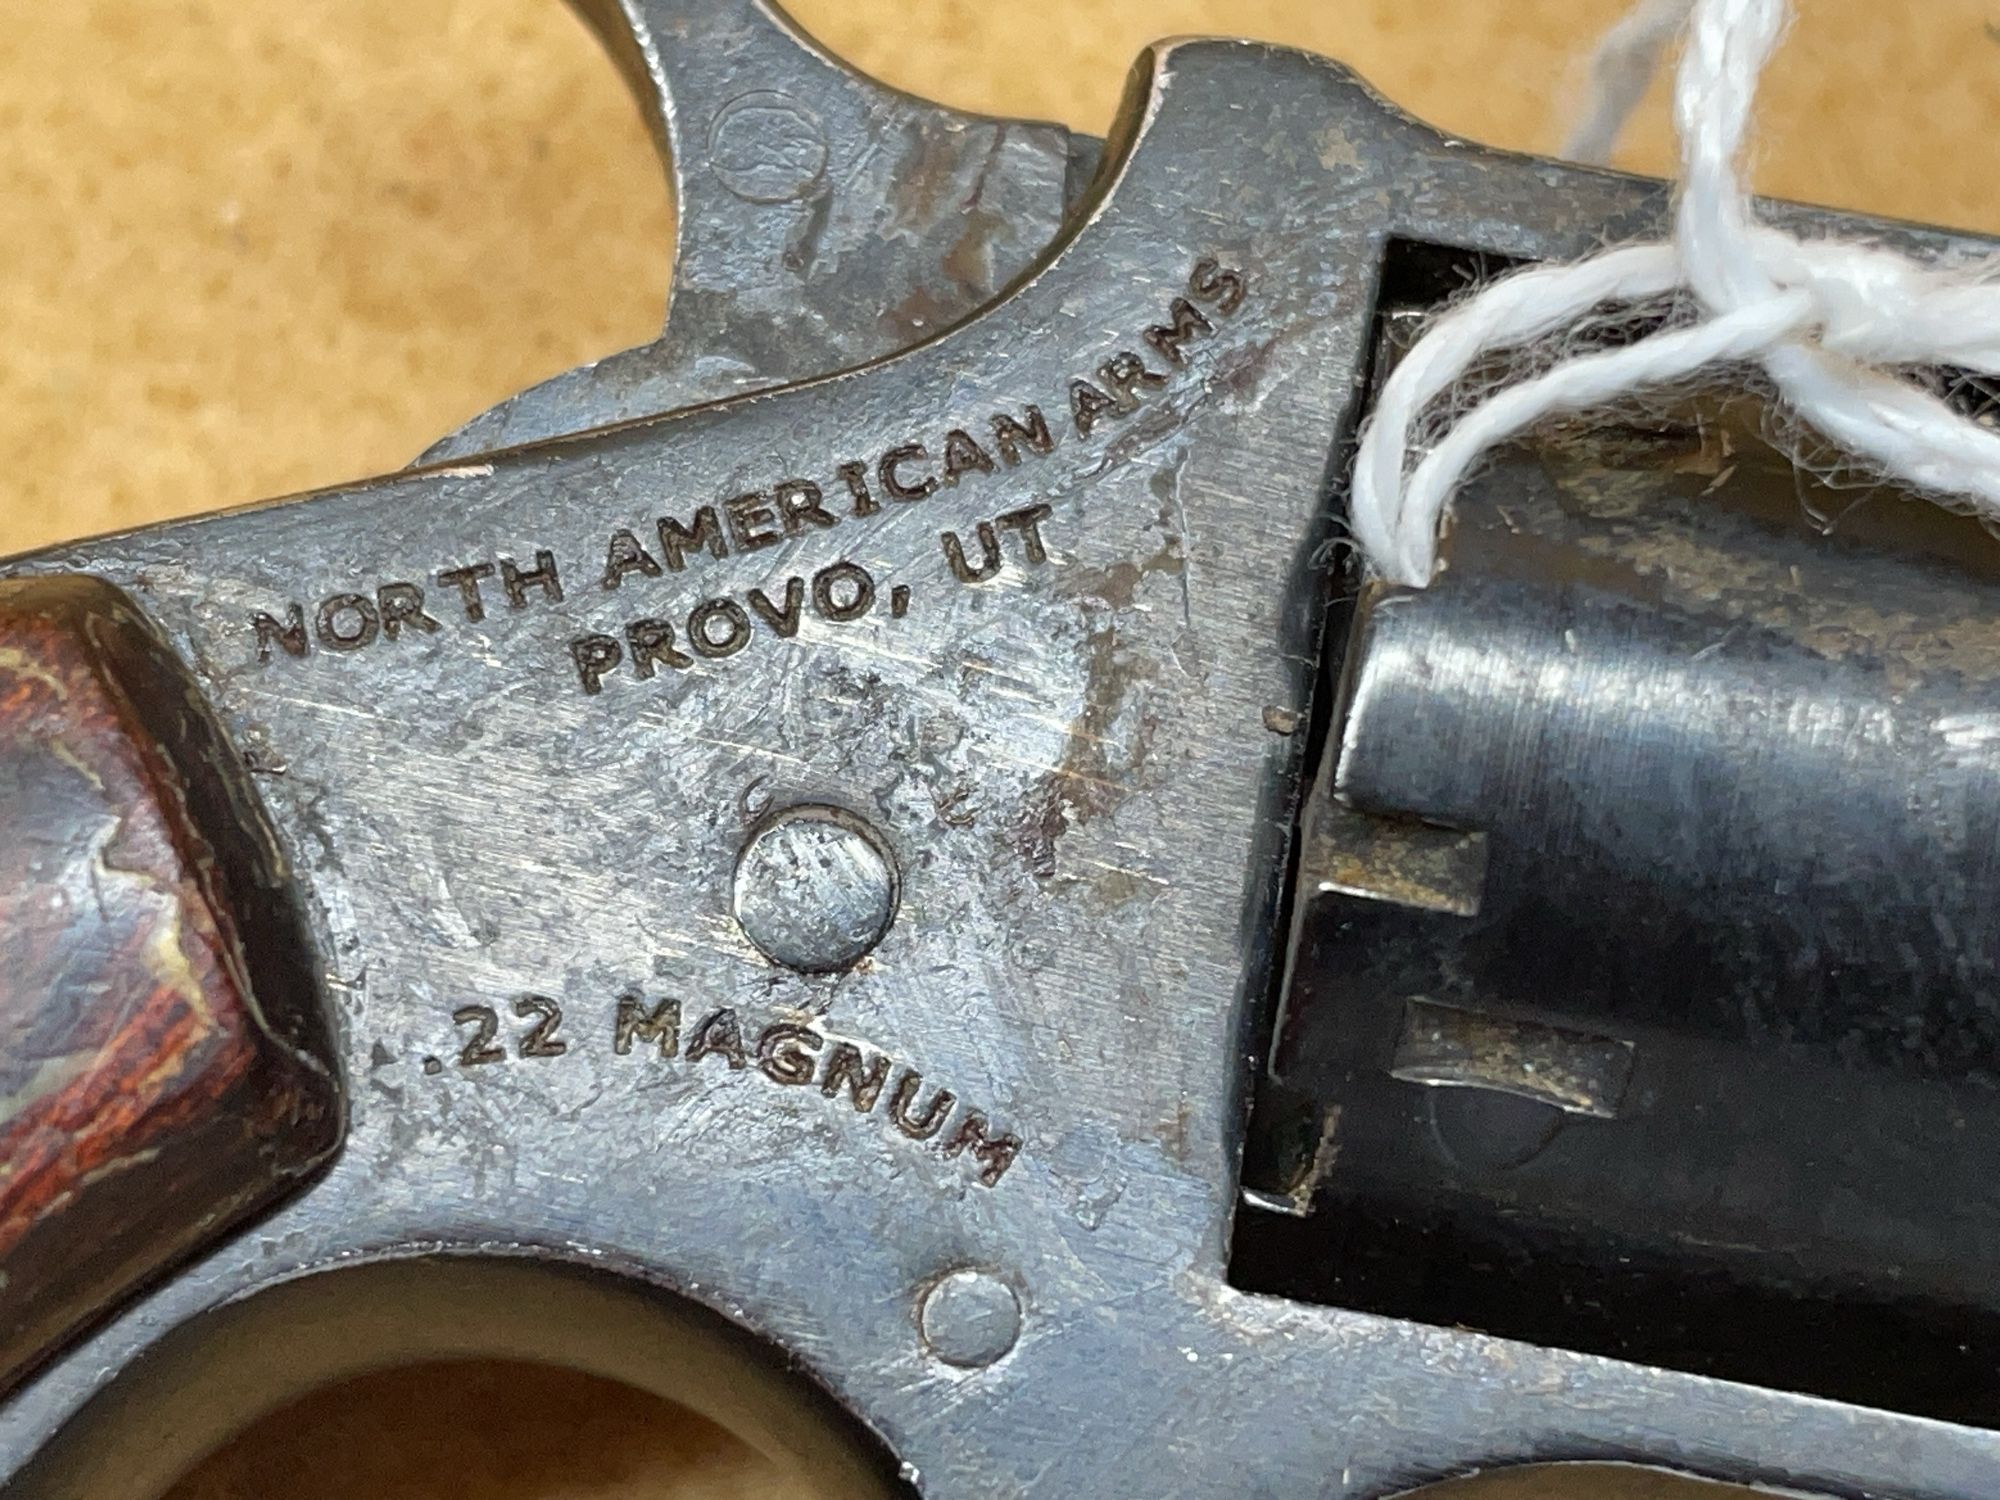 NORTH AMERICAN ARMS
PROVO, UT
.22 MAGNUM